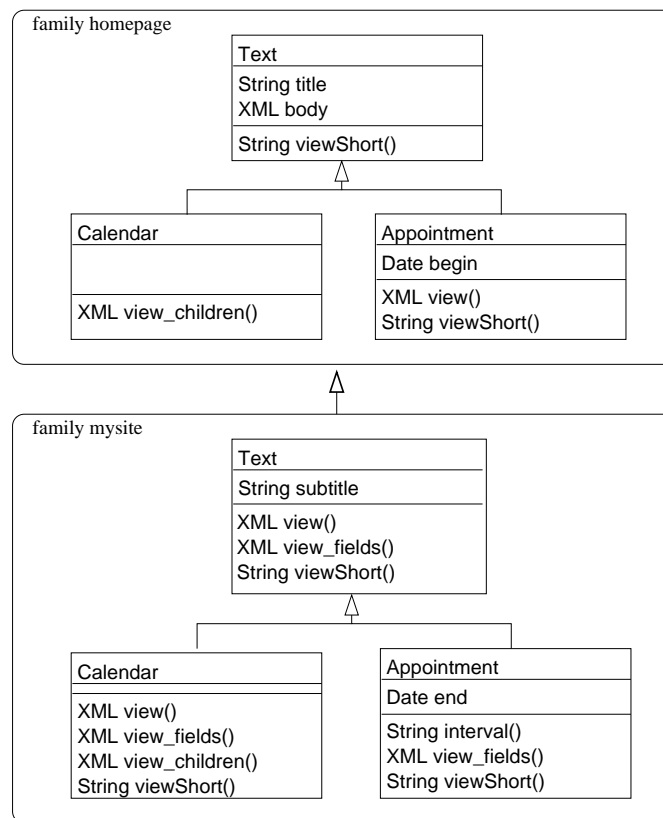 family homepage
Text
String title
XML body
String viewShort()
Calendar
XML view_children()
Appointment
Date begin
XML view()
String viewShort()
family mysite
Text
String subtitle
XML view()
XML view_fields()
String viewShort()
Calendar
XML view()
XML view_fields()
XML view_children()
String viewShort()
Appointment
Date end
String interval()
XML view_fields()
String viewShort()